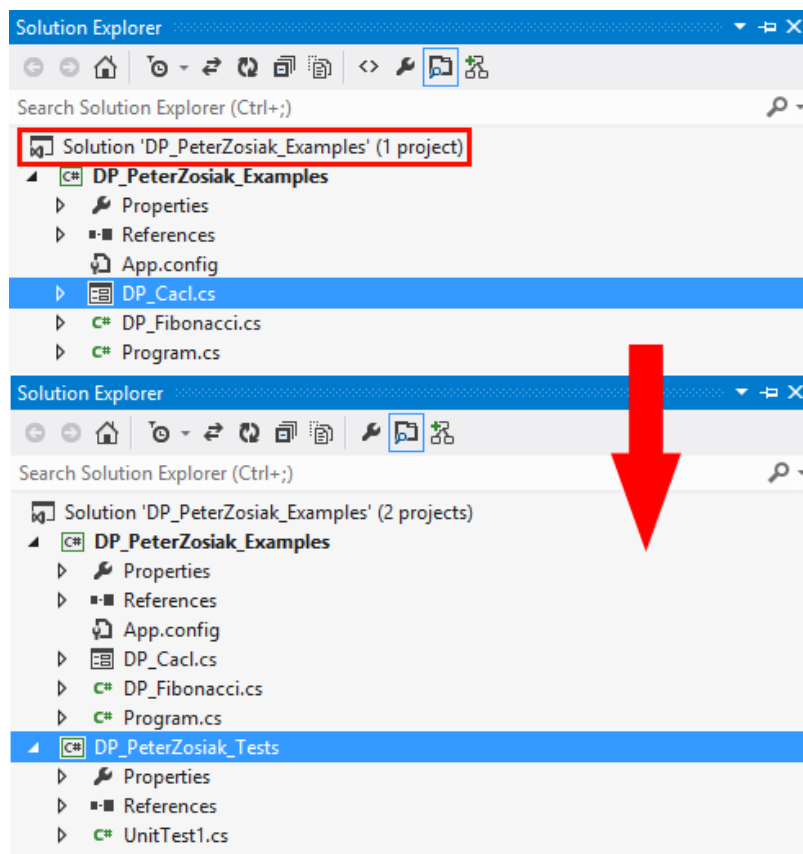 Solution Explorer
Search Solution Explorer (Ctrl+;)
Solution 'DP_PeterZosiak_Examples' (1 project)
C# DP_PeterZosiak_Examples
Properties
References
App.config
DP_Cacl.cs
C# DP_Fibonacci.cs
C# Program.cs
Solution Explorer
Search Solution Explorer (Ctrl+;)
Solution 'DP_PeterZosiak_Examples' (2 projects)
C# DP_PeterZosiak_Examples
Properties
References
App.config
DP_Cacl.cs
C# DP_Fibonacci.cs
C# Program.cs
C# DP_PeterZosiak_Tests
Properties
References
C# UnitTest1.cs